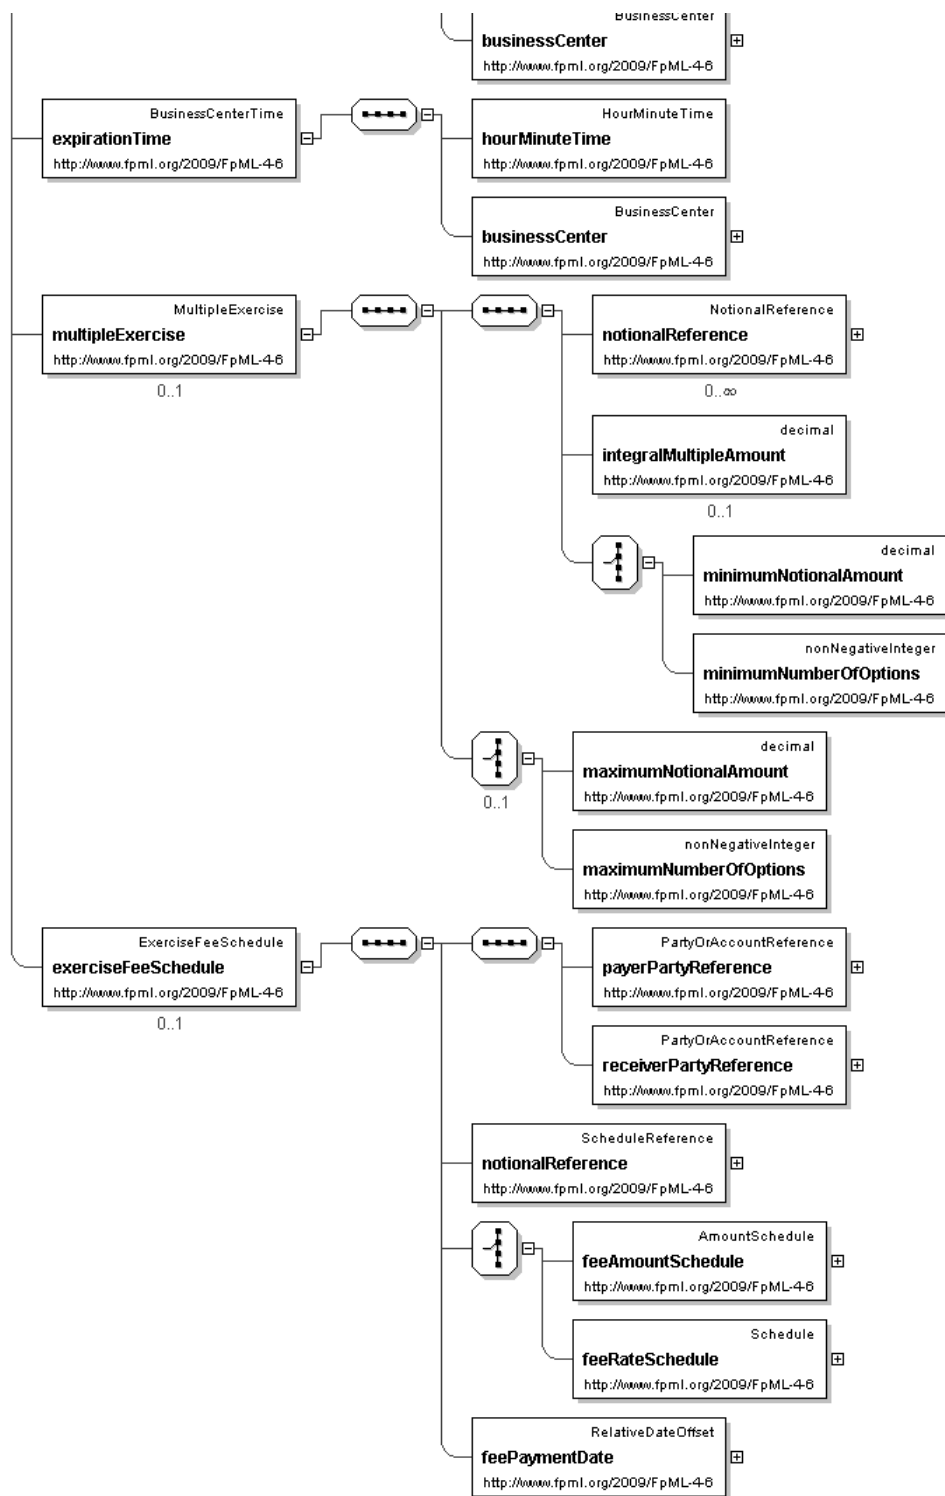 BusinessCenter
businessCenter
http://www.fpml.org/2009/FpML-4-6
BusinessCenterTime
expirationTime
http://www.fpml.org/2009/FpML-4-6
HourMinuteTime
hourMinuteTime
http://www.fpml.org/2009/FpML-4-6
BusinessCenter
businessCenter
http://www.fpml.org/2009/FpML-4-6
MultipleExercise
multipleExercise
http://www.fpml.org/2009/FpML-4-6
0..1
NotionalReference
notionalReference
http://www.fpml.org/2009/FpML-4-6
0..∞
decimal
integralMultipleAmount
http://www.fpml.org/2009/FpML-4-6
0..1
decimal
minimumNotionalAmount
http://www.fpml.org/2009/FpML-4-6
nonNegativeInteger
minimumNumberOfOptions
http://www.fpml.org/2009/FpML-4-6
0..1
decimal
maximumNotionalAmount
http://www.fpml.org/2009/FpML-4-6
nonNegativeInteger
maximumNumberOfOptions
http://www.fpml.org/2009/FpML-4-6
ExerciseFeeSchedule
exerciseFeeSchedule
http://www.fpml.org/2009/FpML-4-6
0..1
PartyOrAccountReference
payerPartyReference
http://www.fpml.org/2009/FpML-4-6
PartyOrAccountReference
receiverPartyReference
http://www.fpml.org/2009/FpML-4-6
ScheduleReference
notionalReference
http://www.fpml.org/2009/FpML-4-6
AmountSchedule
feeAmountSchedule
http://www.fpml.org/2009/FpML-4-6
Schedule
feeRateSchedule
http://www.fpml.org/2009/FpML-4-6
RelativeDateOffset
feePaymentDate
http://www.fpml.org/2009/FpML-4-6